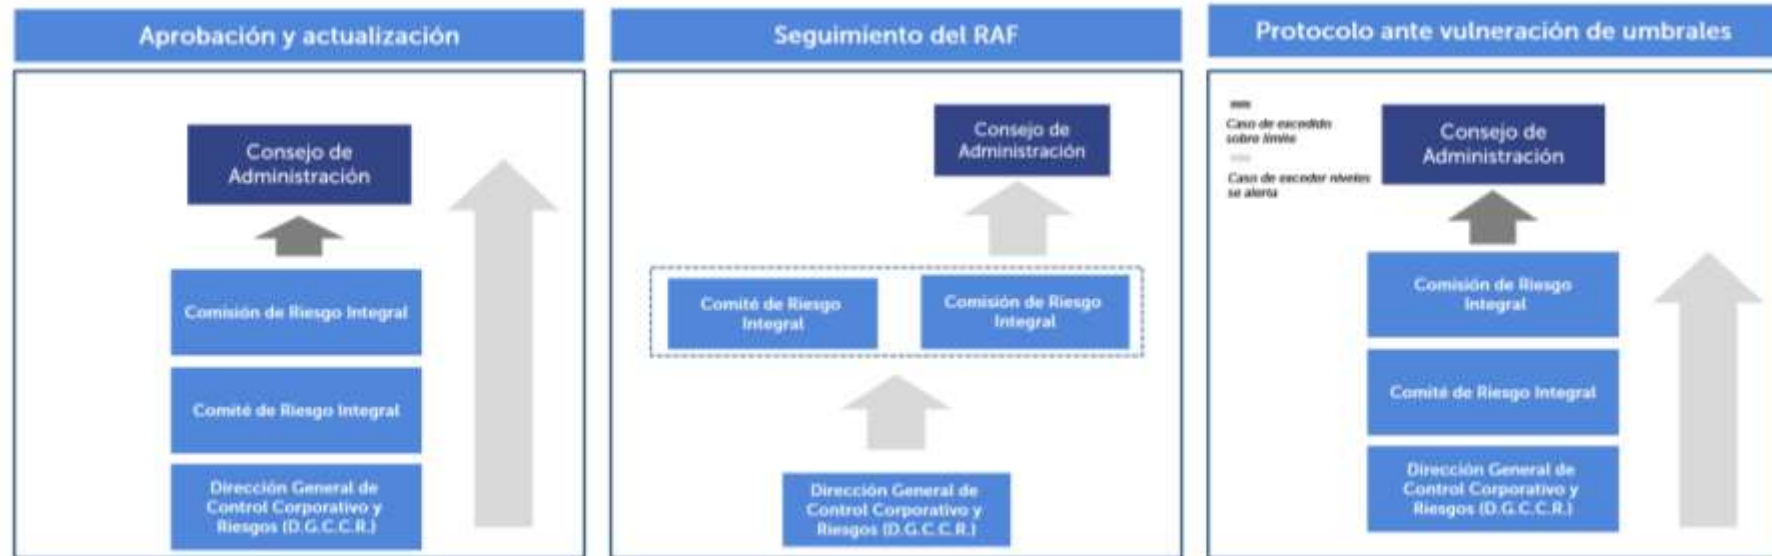 Aprobación y actualización
Consejo de
Administración
Comisión de Riesgo Integral
Comité de Riesgo Integral
Dirección General de
Control Corporativo y
Riesgos (D.G.C.C.R.)
Seguimiento del RAF
Consejo de
Administración
Comité de Riesgo
Integral
Comisión de Riesgo
Integral
Dirección General de
Control Corporativo y
Riesgos (D.G.C.C.R.)
Protocolo ante vulneración de umbrales
Caso de excedido
sobre límite
Caso de exceder niveles
se alerta
Consejo de
Administración
Comisión de Riesgo
Integral
Comité de Riesgo Integral
Dirección General de
Control Corporativo y
Riesgos (D.G.C.C.R.)